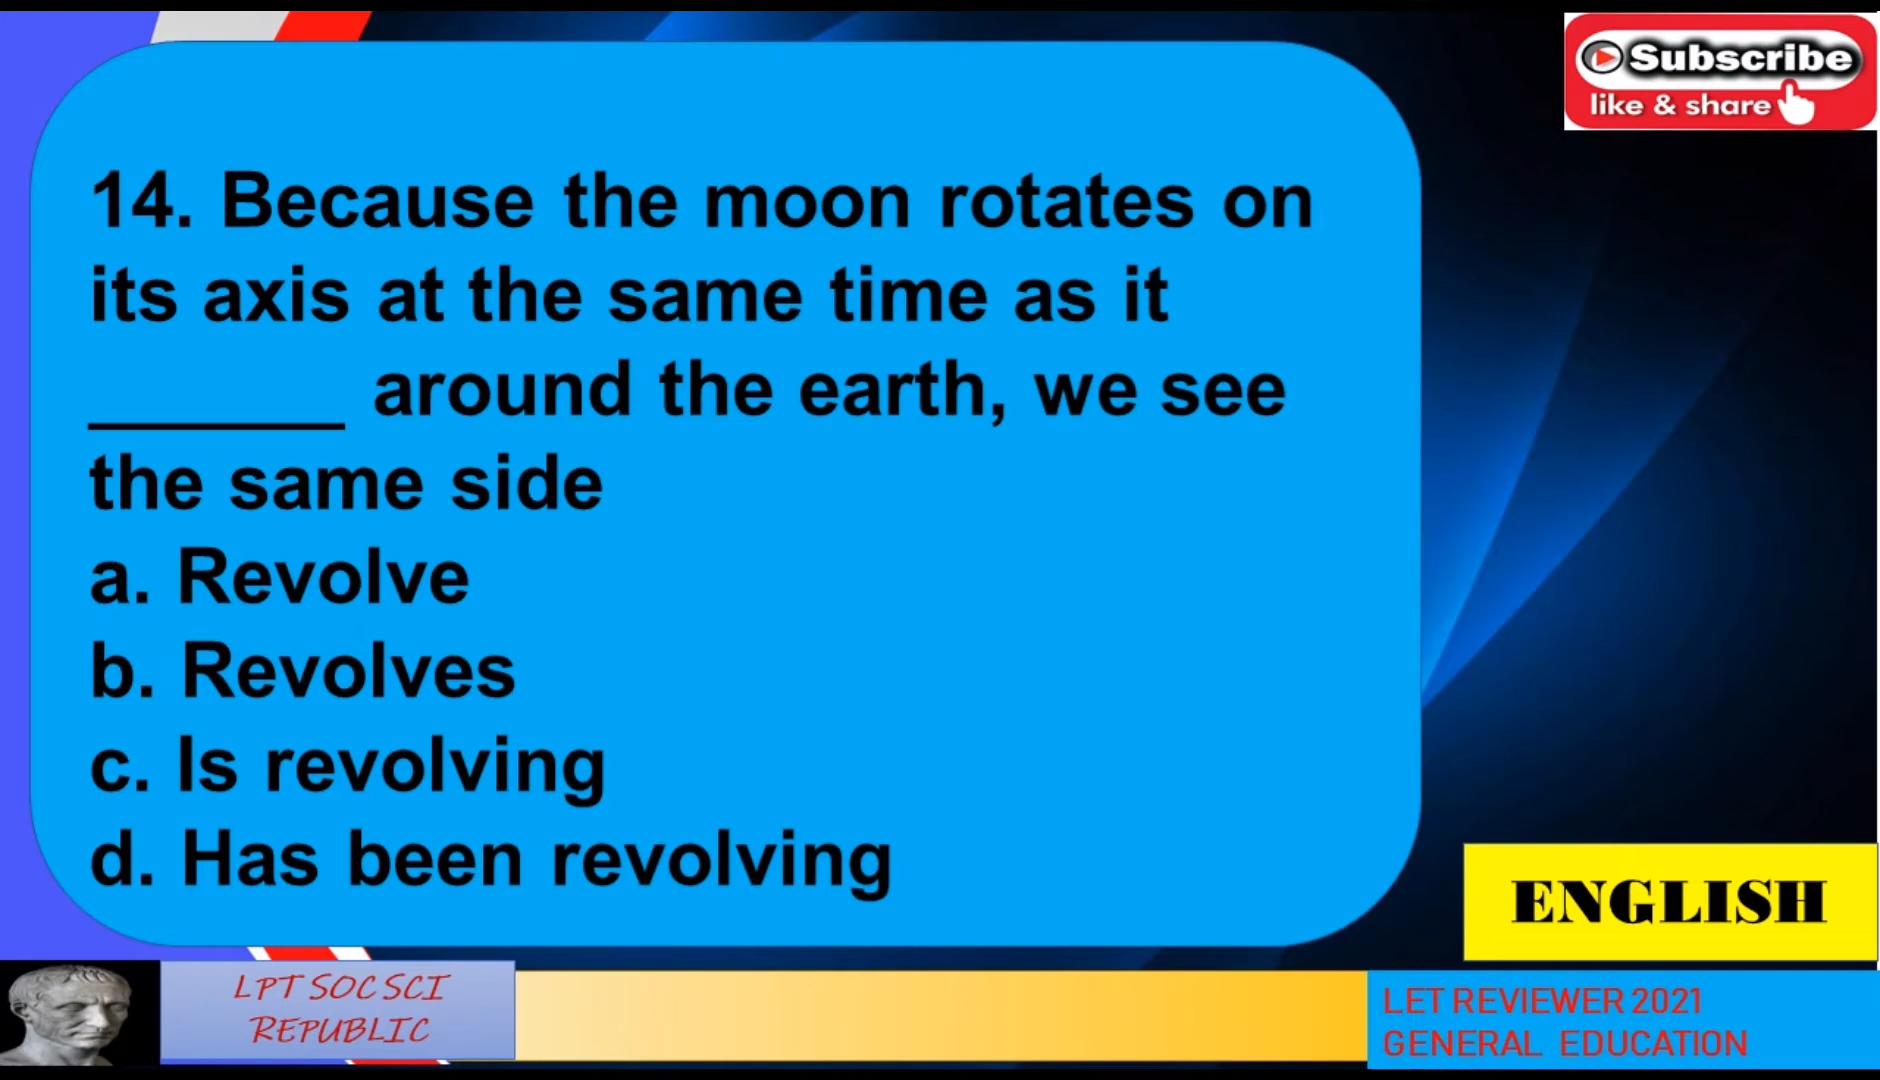 Subscribe
like & share
14. Because the moon rotates on
its axis at the same time as it
_______ around the earth, we see
the same side
a. Revolve
b. Revolves
c. Is revolving
d. Has been revolving
ENGLISH
LPT SOC SCI
REPUBLIC
LET REVIEWER 2021
GENERAL EDUCATION